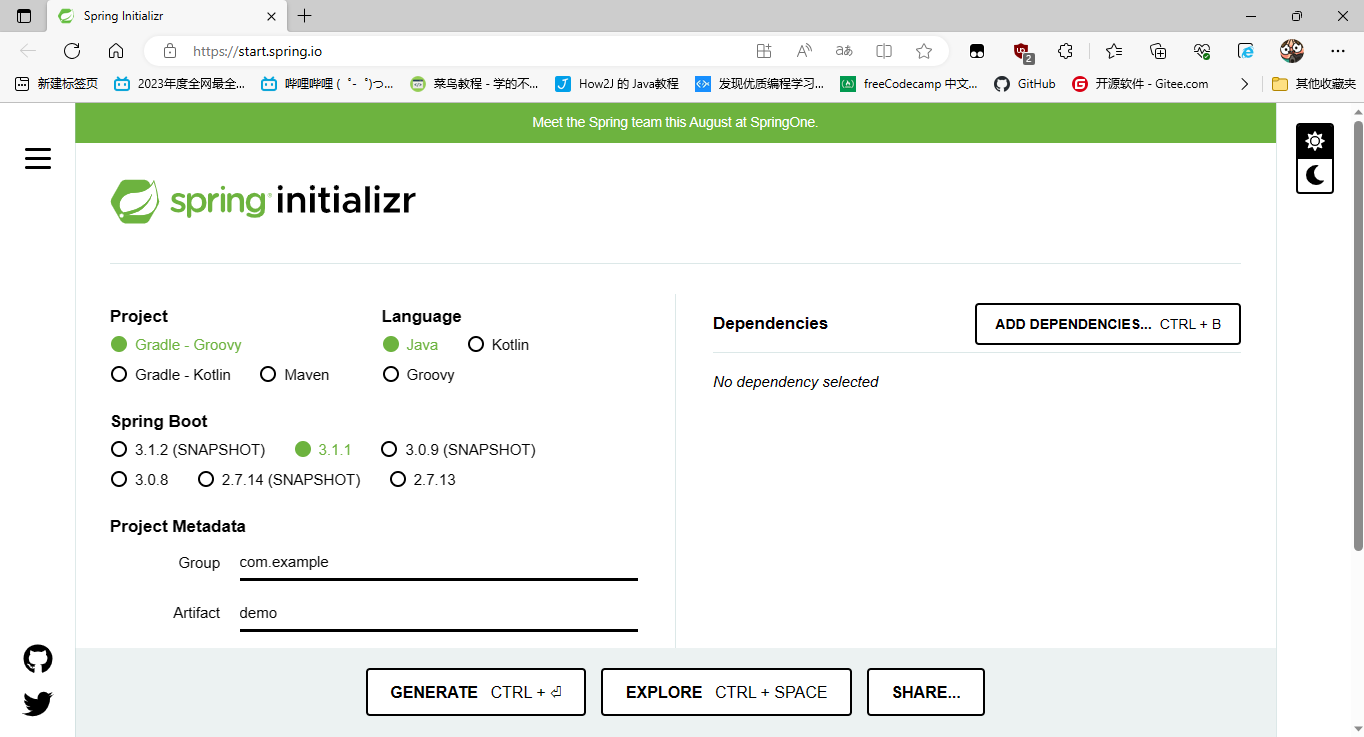 Spring Initializr
https://start.spring.io
aあ
2
新建标签页 2023年度全网最全... 哔哩哔哩 (゜-゜)つ... 菜鸟教程 - 学的不... How2J 的 Java教程 发现优质编程学习... freeCodecamp 中文... GitHub 开源软件 - Gitee.com 其他收藏夹
Meet the Spring team this August at SpringOne.
spring initializr
Project Language
Gradle - Groovy Java Kotlin
Gradle - Kotlin Maven Groovy
Dependencies ADD DEPENDENCIES... CTRL + B
No dependency selected
Spring Boot
3.1.2 (SNAPSHOT) 3.1.1 3.0.9 (SNAPSHOT)
3.0.8 2.7.14 (SNAPSHOT) 2.7.13
Project Metadata
Group com.example
Artifact demo
GENERATE CTRL + ⏎ EXPLORE CTRL + SPACE SHARE...